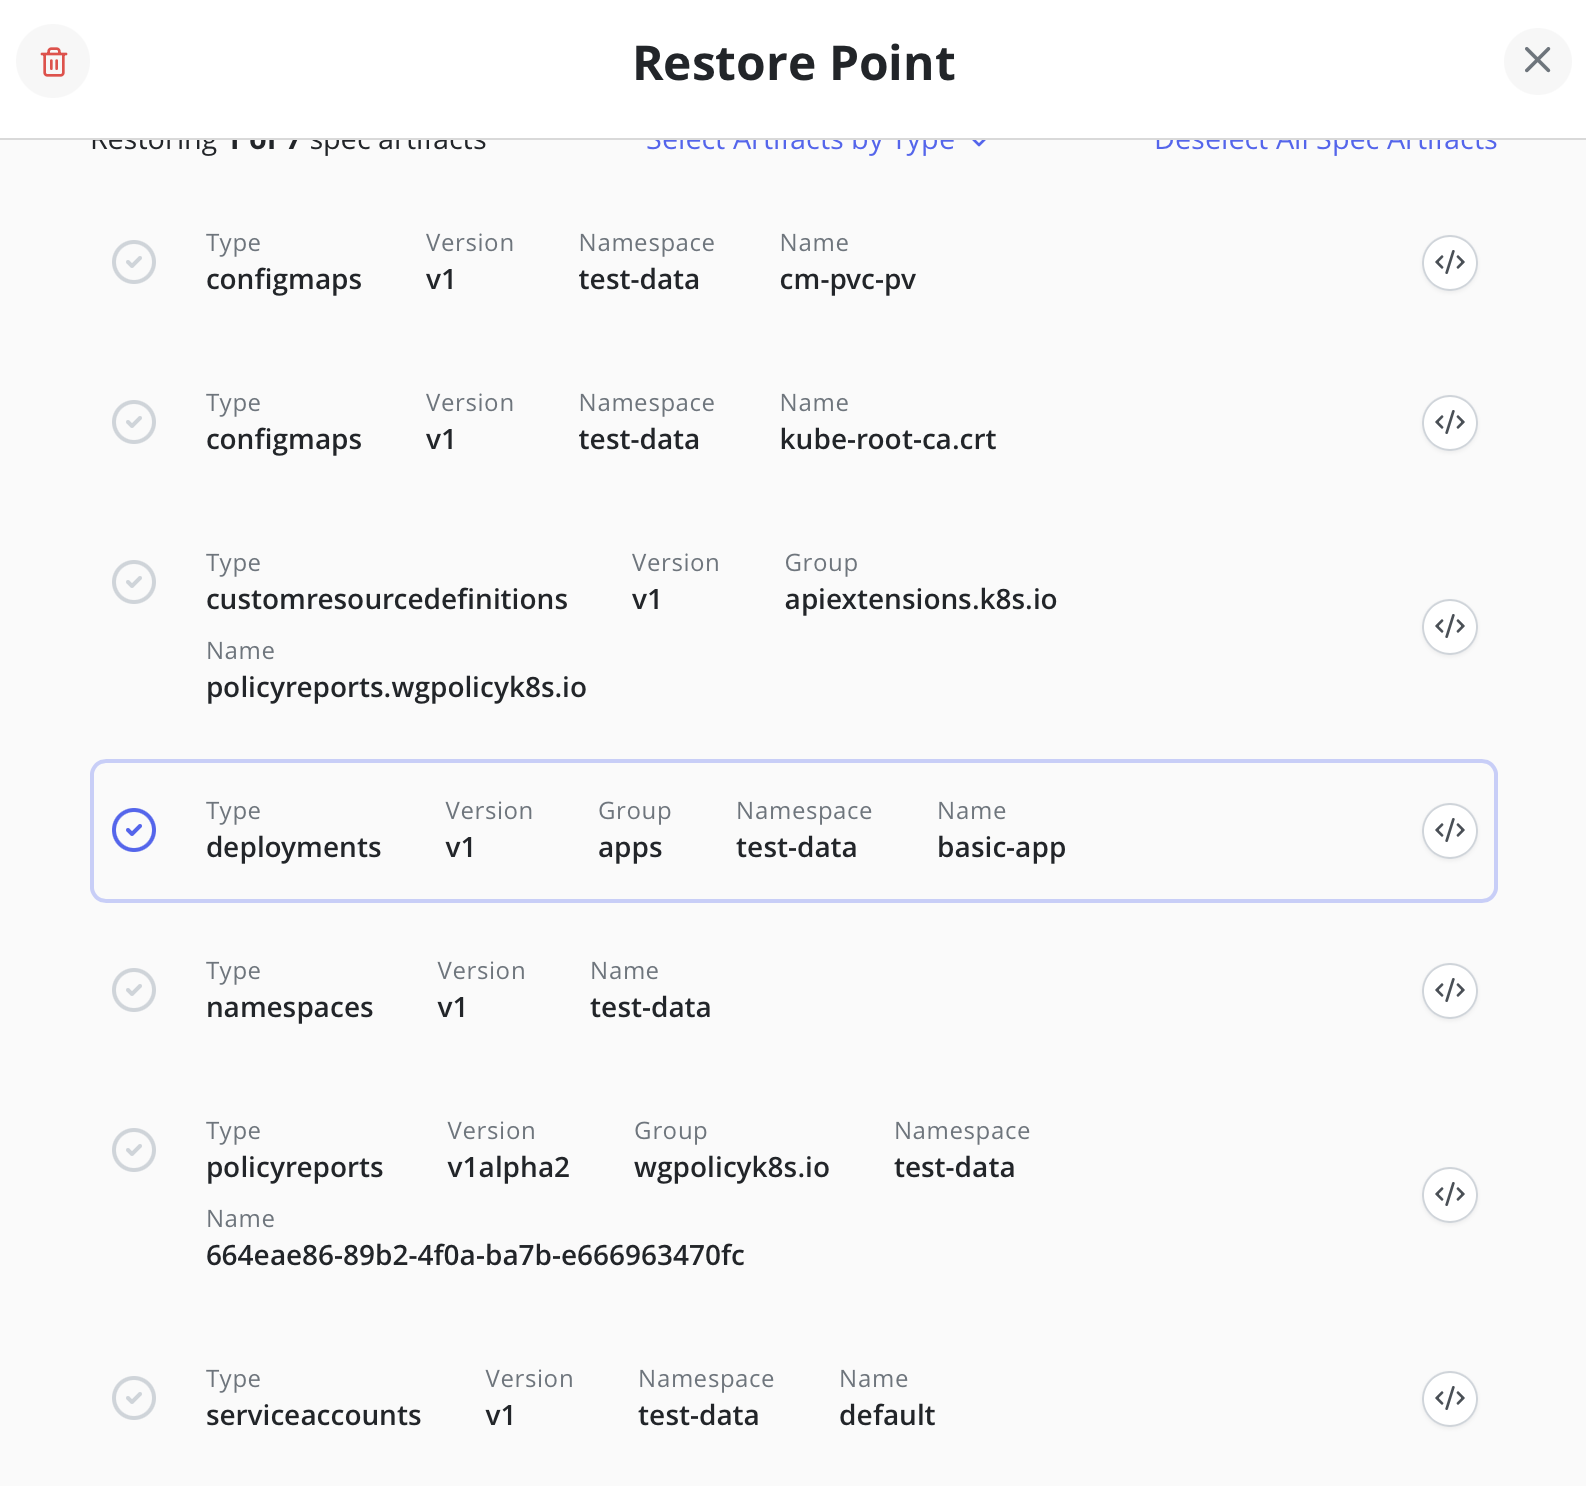 Restore Point
Restoring 1 of 7 spec artifacts Select Artifacts by Type Deselect All Spec Artifacts
Type Version Namespace Name
configmaps v1 test-data cm-pvc-pv
Type Version Namespace Name
configmaps v1 test-data kube-root-ca.crt
Type Version Group
customresourcedefinitions v1 apiextensions.k8s.io
Name
policyreports.wgpolicyk8s.io
Type Version Group Namespace Name
deployments v1 apps test-data basic-app
Type Version Name
namespaces v1 test-data
Type Version Group Namespace
policyreports v1alpha2 wgpolicyk8s.io test-data
Name
664eae86-89b2-4f0a-ba7b-e666963470fc
Type Version Namespace Name
serviceaccounts v1 test-data default